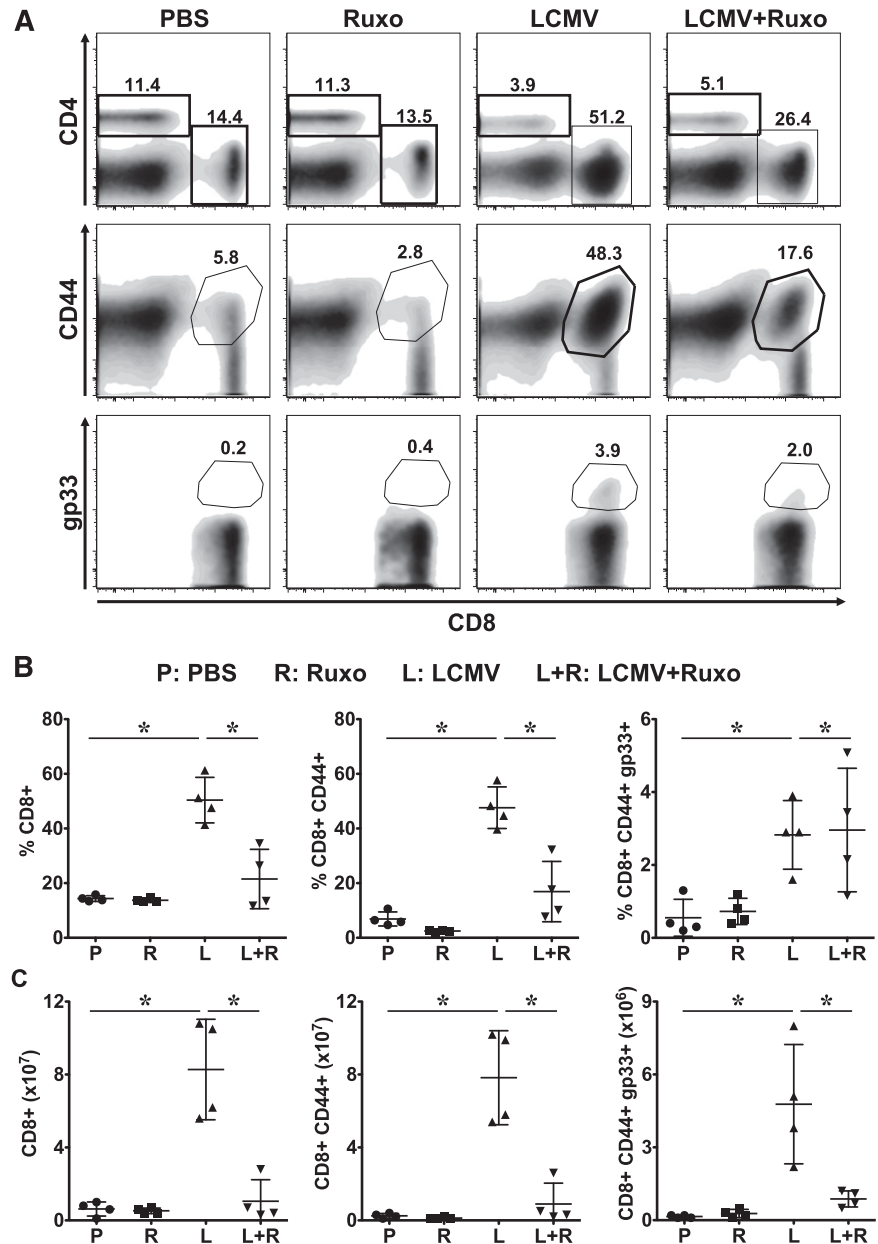 A
PBS Ruxo LCMV LCMV+Ruxo
CD4
11.4 14.4
11.3 13.5
3.9 51.2
5.1 26.4
CD44
5.8 2.8 48.3 17.6
gp33
0.2 0.4 3.9 2.0
CD8
B
P: PBS R: Ruxo L: LCMV L+R: LCMV+Ruxo
% CD8+
80
60
40
20
0
* *
P R L L+R
% CD8+ CD44+
80
60
40
20
0
* *
P R L L+R
% CD8+ CD44+ gp33+
6
4
2
0
* *
P R L L+R
C
CD8+ (x10⁷)
12
8
4
0
* *
P R L L+R
CD8+ CD44+ (x10⁷)
12
8
4
0
* *
P R L L+R
CD8+ CD44+ gp33+ (x10⁶)
9
6
3
0
* *
P R L L+R